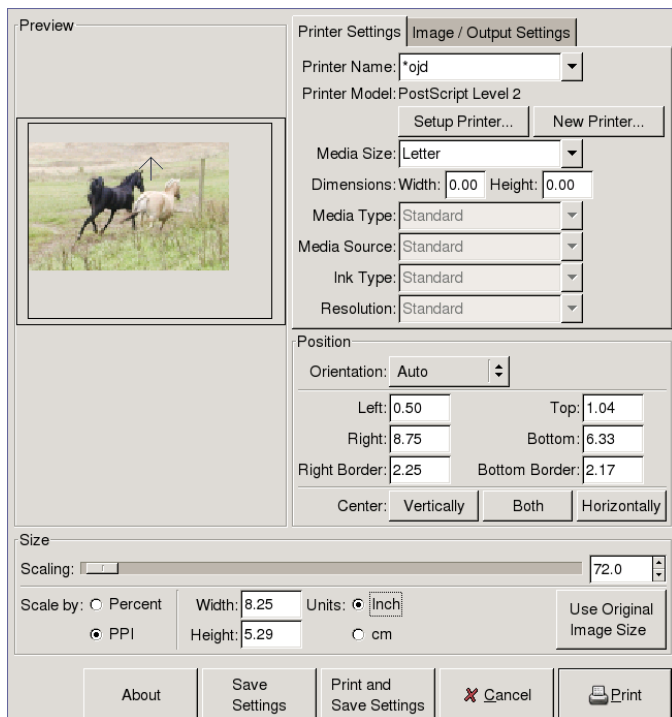 Preview
Printer Settings
Image / Output Settings
Printer Name: *ojd
Printer Model: PostScript Level 2
Setup Printer... New Printer...
Media Size: Letter
Dimensions: Width: 0.00 Height: 0.00
Media Type: Standard
Media Source: Standard
Ink Type: Standard
Resolution: Standard
Position
Orientation: Auto
Left: 0.50 Top: 1.04
Right: 8.75 Bottom: 6.33
Right Border: 2.25 Bottom Border: 2.17
Center: Vertically Both Horizontally
Size
Scaling: 72.0
Scale by: Percent Width: 8.25 Units: Inch
PPI Height: 5.29 cm
Use Original
Image Size
About
Save
Settings
Print and
Save Settings
Cancel
Print